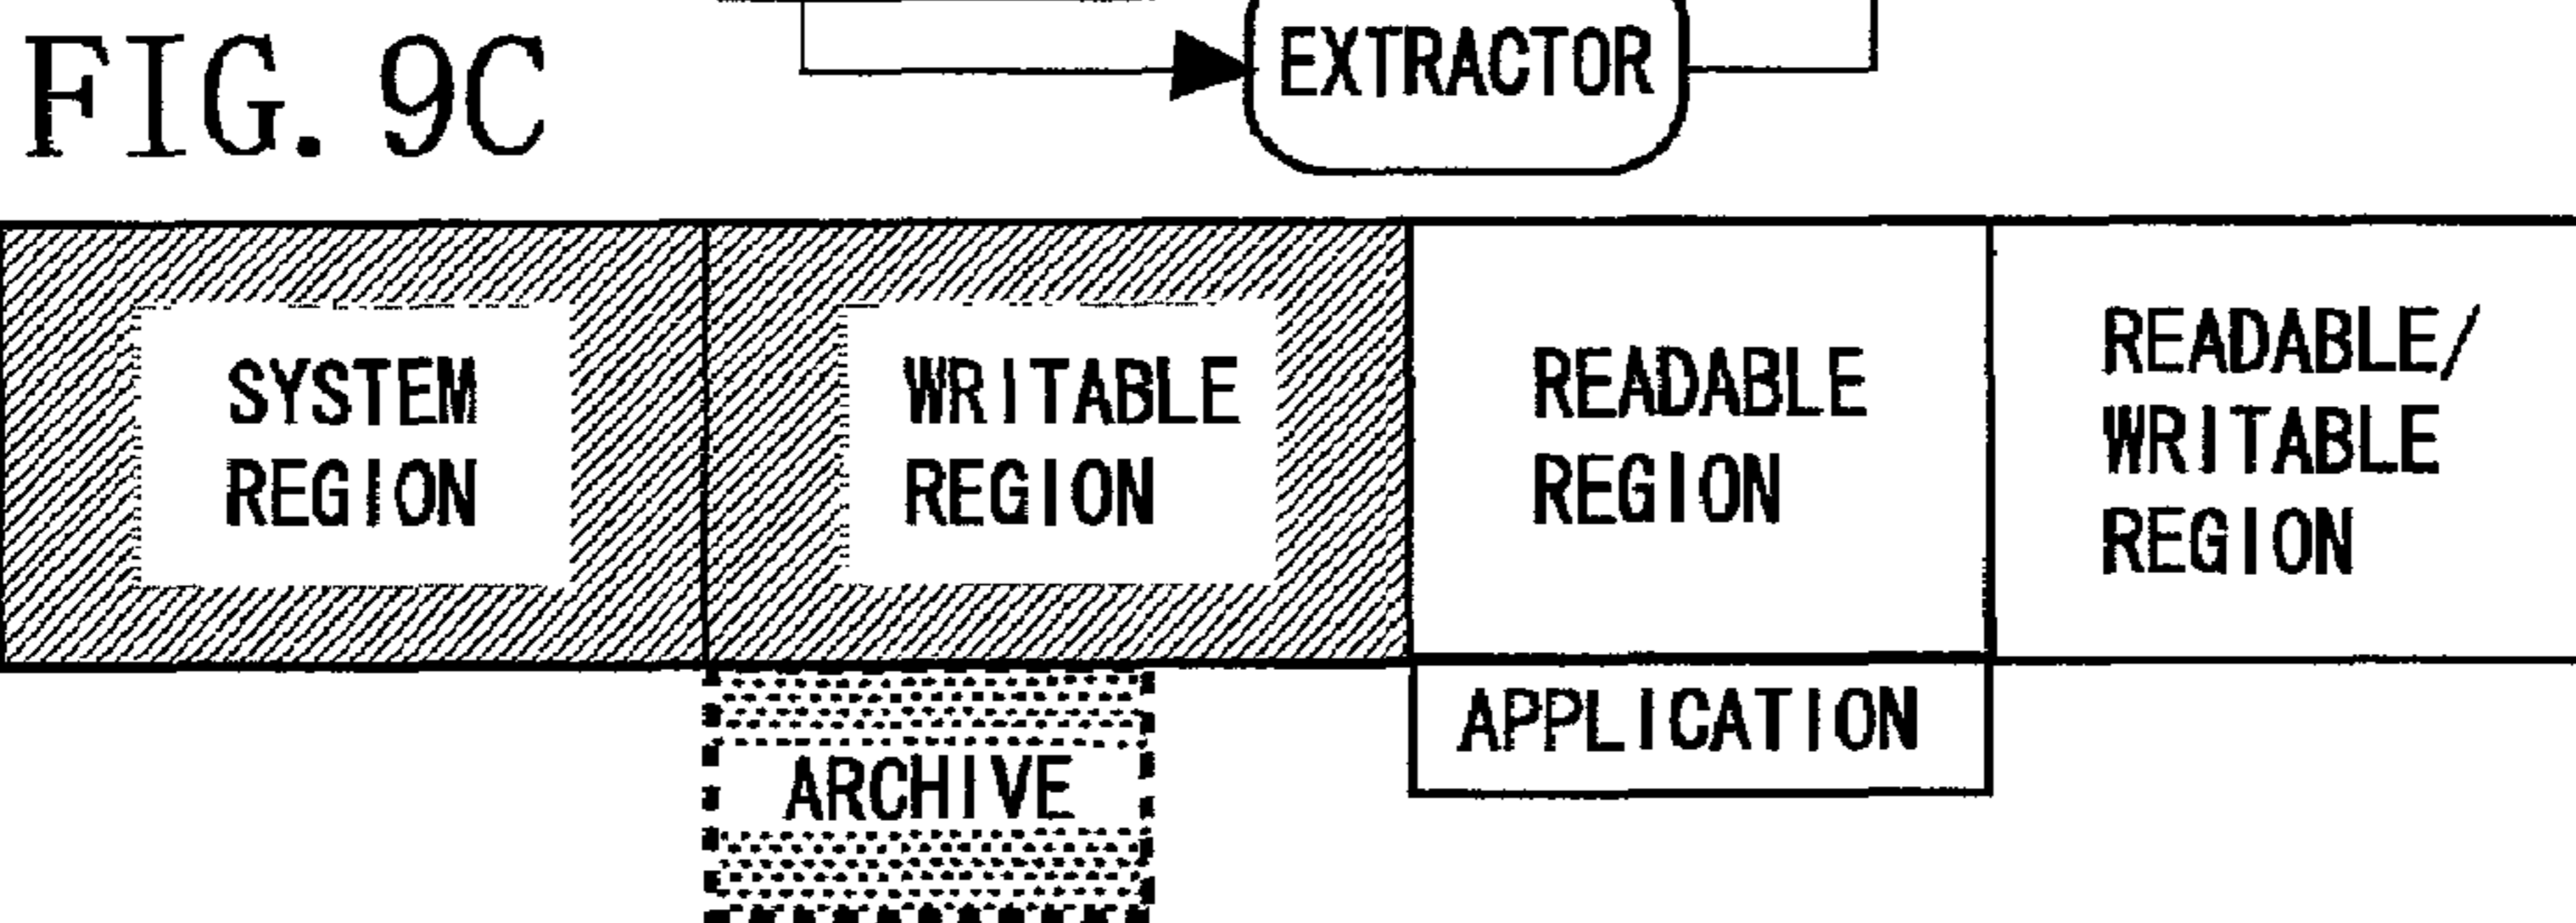 EXTRACTOR
FIG. 9C
SYSTEM
REGION
WRITABLE
REGION
READABLE
REGION
READABLE/
WRITABLE
REGION
APPLICATION
ARCHIVE